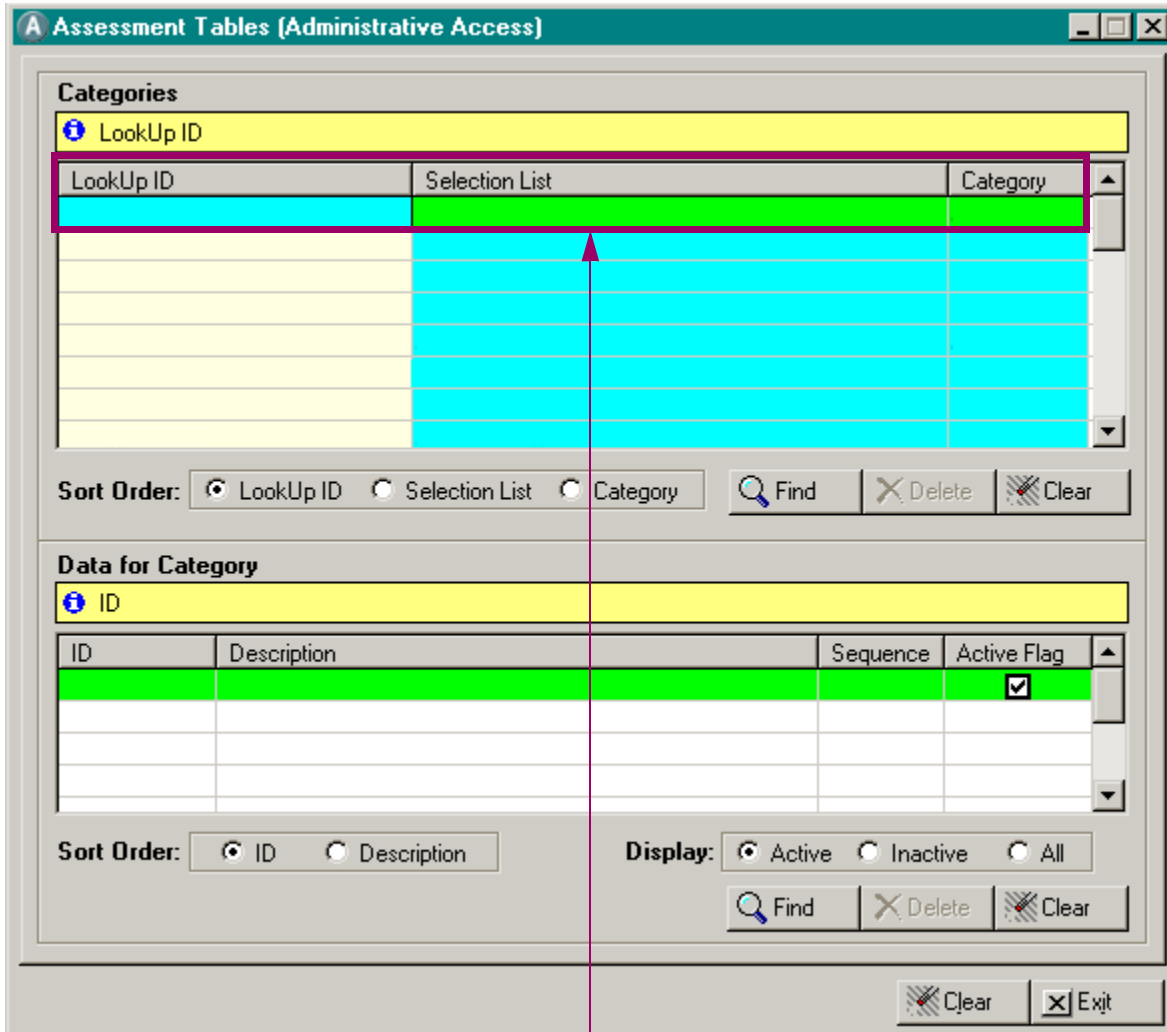 Assessment Tables (Administrative Access)
Categories
LookUp ID
LookUp ID Selection List Category
Sort Order: LookUp ID Selection List Category Find Delete Clear
Data for Category
ID
ID Description Sequence Active Flag
Sort Order: ID Description Display: Active Inactive All
Find Delete Clear
Clear Exit